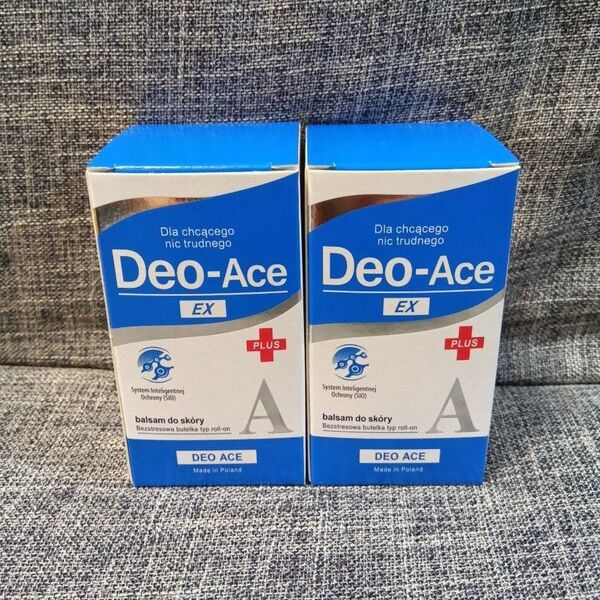 Dla chcącego
nic trudnego
Deo-Ace
EX
PLUS
System Inteligentnej
Ochrony (SIO)
A
balsam do skóry
Bezstresowa butelka typ roll-on
DEO ACE
Made in Poland
Dla chcącego
nic trudnego
Deo-Ace
EX
PLUS
System Inteligentnej
Ochrony (SIO)
A
balsam do skóry
Bezstresowa butelka typ roll-on
DEO ACE
Made in Poland